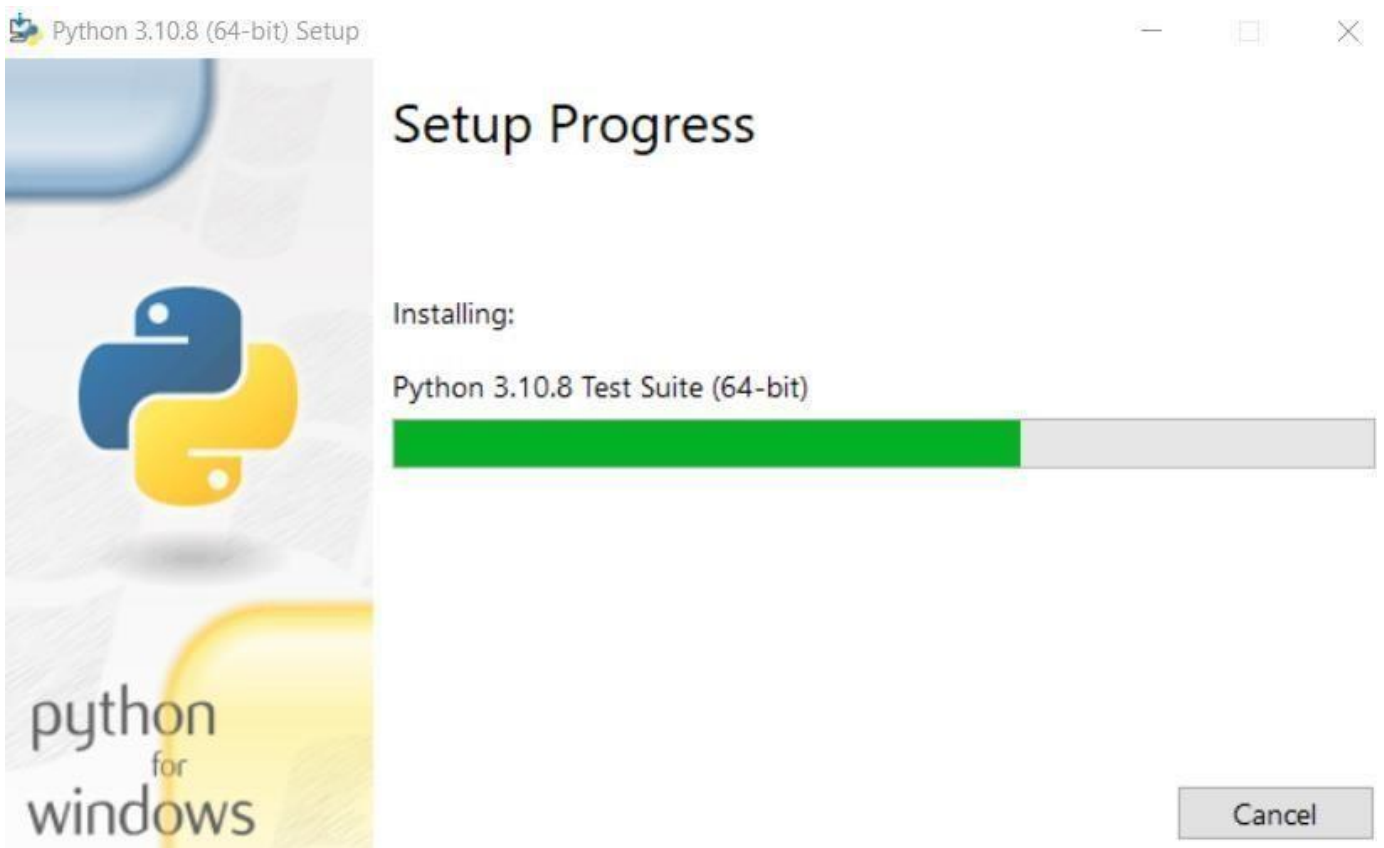 Python 3.10.8 (64-bit) Setup
Setup Progress
Installing:
Python 3.10.8 Test Suite (64-bit)
python
for
windows
Cancel